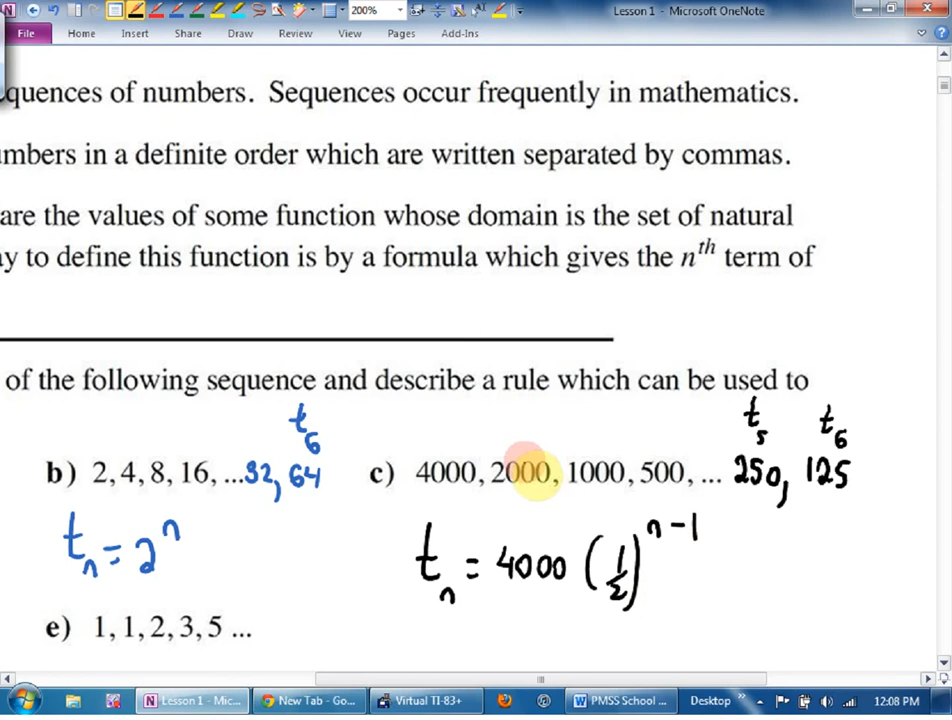 200% Lesson 1 - Microsoft OneNote
File Home Insert Share Draw Review View Pages Add-Ins
quences of numbers. Sequences occur frequently in mathematics.
mbers in a definite order which are written separated by commas.
are the values of some function whose domain is the set of natural
y to define this function is by a formula which gives the nth term of
of the following sequence and describe a rule which can be used to
t6 t5 t6
b) 2, 4, 8, 16, ... 32, 64 c) 4000, 2000, 1000, 500, ... 250, 125
tn = 2^n tn = 4000 (1/2)^n-1
e) 1, 1, 2, 3, 5 ...
Lesson 1 - Mic... New Tab - Go... Virtual TI-83+ PMSS School ... Desktop 12:08 PM